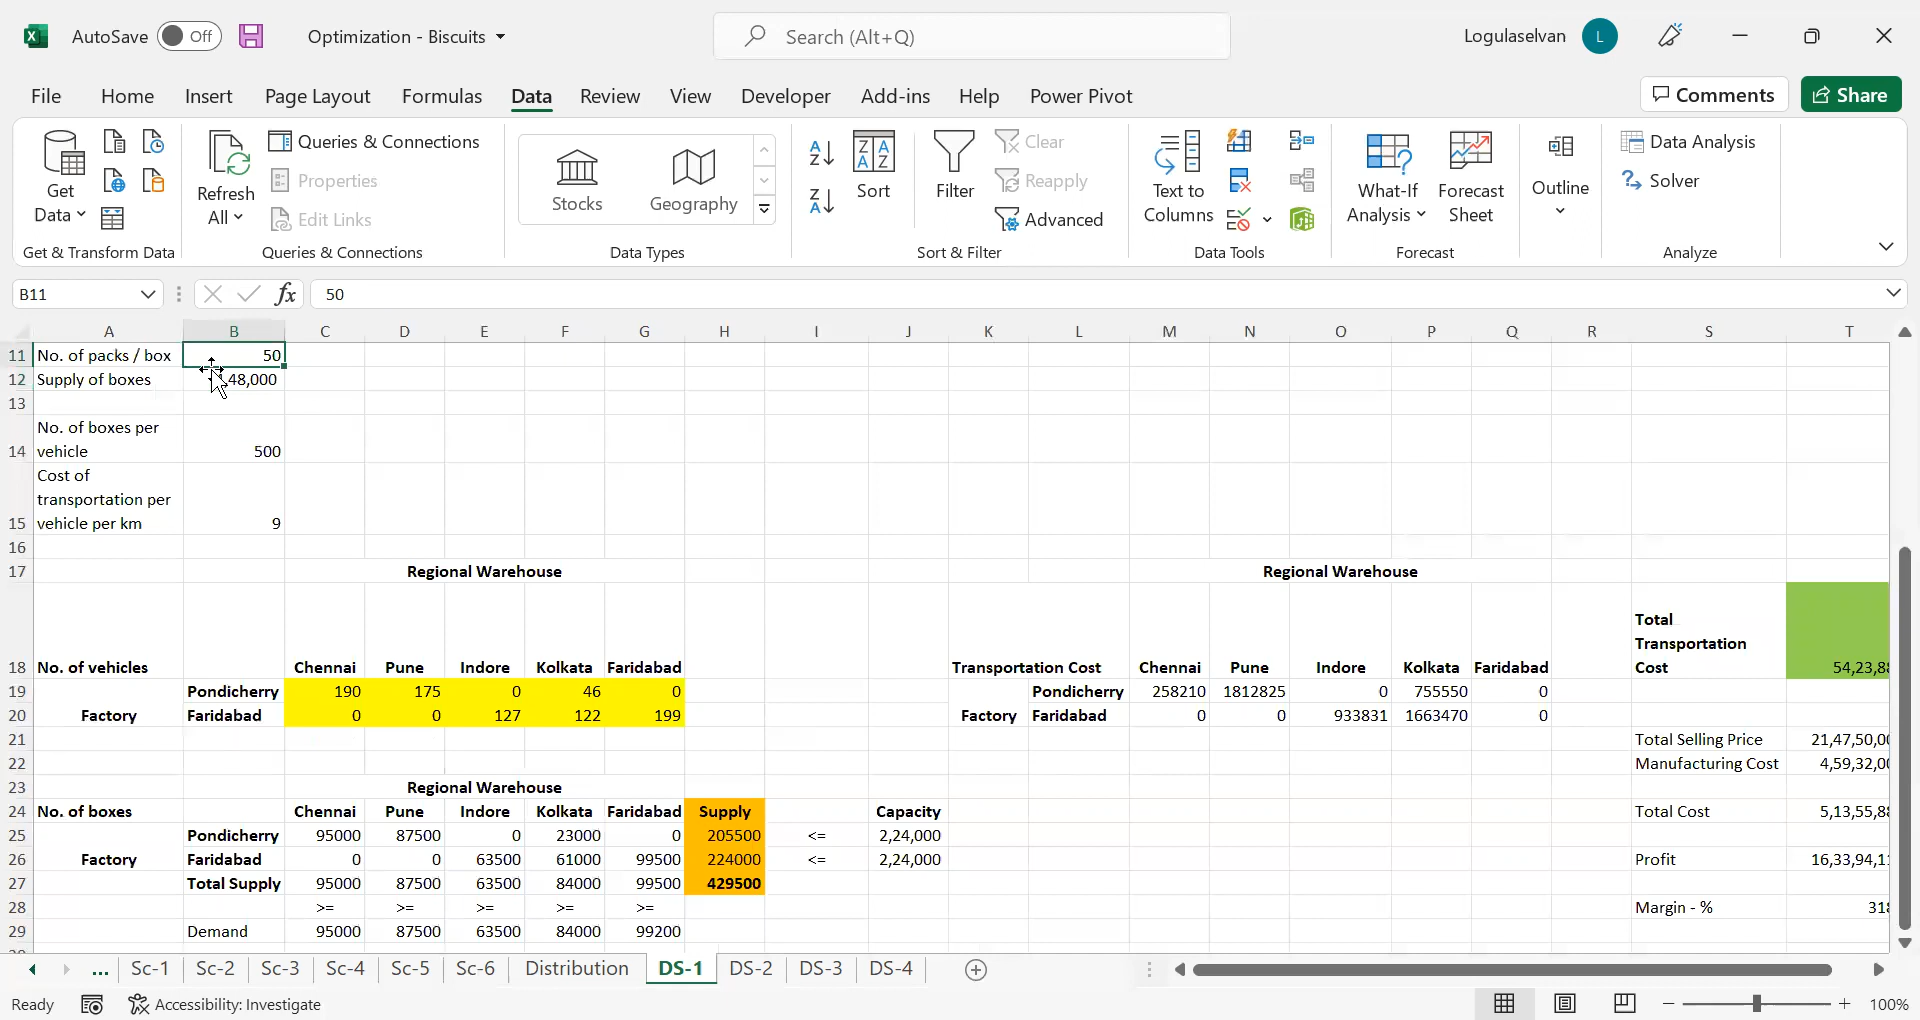 AutoSave Off Optimization - Biscuits Search (Alt+Q) Logulaselvan L
File Home Insert Page Layout Formulas Data Review View Developer Add-ins Help Power Pivot Comments Share
Get Data
Refresh All
Queries & Connections
Properties
Edit Links
Stocks Geography
Sort
Filter
Clear
Reapply
Advanced
Text to Columns
What-If Analysis
Forecast Sheet
Outline
Data Analysis
Solver
Get & Transform Data Queries & Connections Data Types Sort & Filter Data Tools Forecast Analyze
B11 fx 50
A B C D E F G H I J K L M N O P Q R S T
11 No. of packs / box 50
12 Supply of boxes 48,000
13
No. of boxes per
14 vehicle 500
Cost of
transportation per
15 vehicle per km 9
16
17 Regional Warehouse Regional Warehouse
Total
Transportation
18 No. of vehicles Chennai Pune Indore Kolkata Faridabad Transportation Cost Chennai Pune Indore Kolkata Faridabad Cost 54,23,88
19 Pondicherry 190 175 0 46 0 Pondicherry 258210 1812825 0 755550 0
20 Factory Faridabad 0 0 127 122 199 Factory Faridabad 0 0 933831 1663470 0
21 Total Selling Price 21,47,50,00
22 Manufacturing Cost 4,59,32,00
23 Regional Warehouse
24 No. of boxes Chennai Pune Indore Kolkata Faridabad Supply Capacity Total Cost 5,13,55,88
25 Pondicherry 95000 87500 0 23000 0 205500 <= 2,24,000
26 Factory Faridabad 0 0 63500 61000 99500 224000 <= 2,24,000 Profit 16,33,94,11
27 Total Supply 95000 87500 63500 84000 99500 429500
28 >= >= >= >= >= Margin - % 318
29 Demand 95000 87500 63500 84000 99200
... Sc-1 Sc-2 Sc-3 Sc-4 Sc-5 Sc-6 Distribution DS-1 DS-2 DS-3 DS-4
Ready Accessibility: Investigate 100%